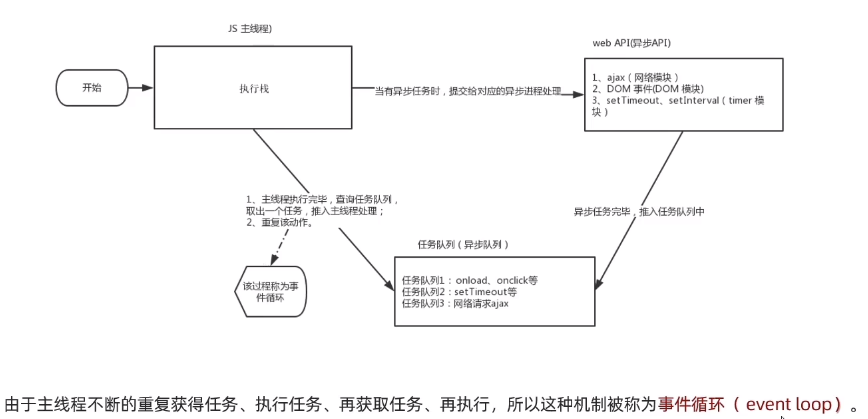 JS 主线程)
web API(异步API)
开始
执行栈
当有异步任务时，提交给对应的异步进程处理
1、ajax（网络模块）
2、DOM 事件(DOM 模块)
3、setTimeout、setInterval（timer 模
块）
1、主线程执行完毕，查询任务队列，
取出一个任务，推入主线程处理；
2、重复该动作。
异步任务完毕，推入任务队列中
任务队列（异步队列）
该过程称为事
件循环
任务队列1：onload、onclick等
任务队列2：setTimeout等
任务队列3：网络请求ajax
由于主线程不断的重复获得任务、执行任务、再获取任务、再执行，所以这种机制被称为事件循环（ event loop）。